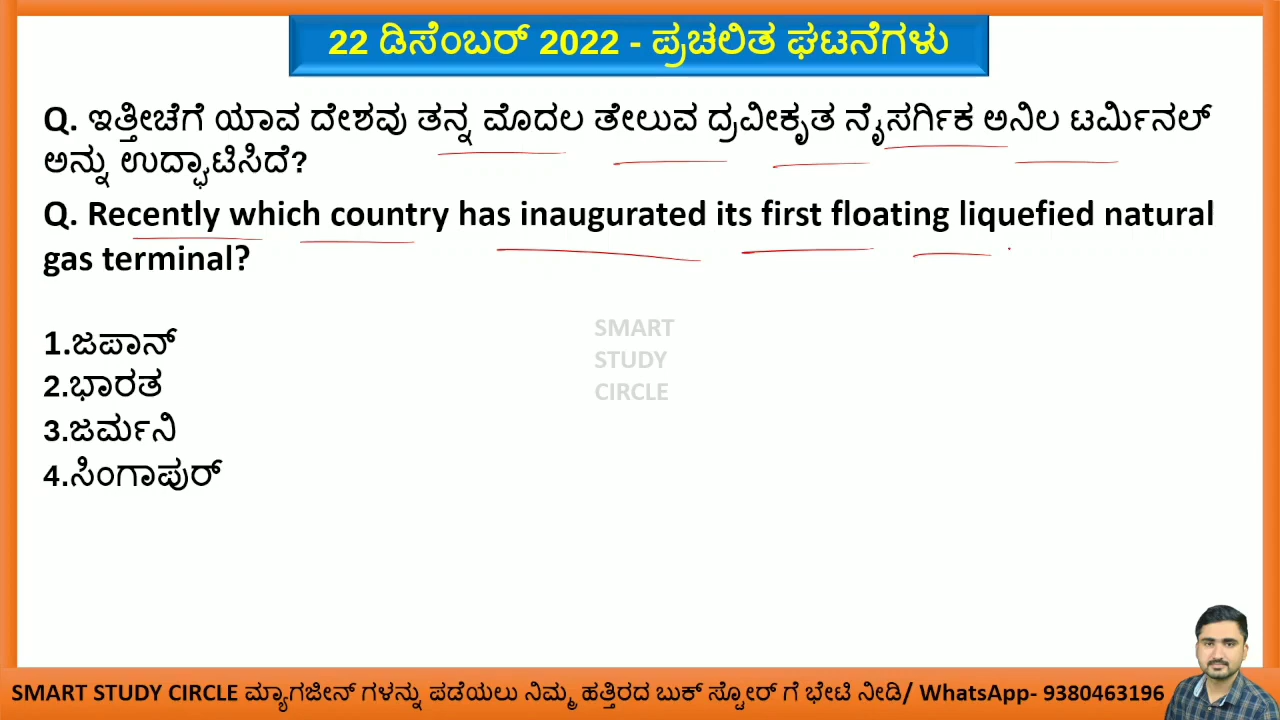 22 ಡಿಸೆಂಬರ್ 2022 - ಪ್ರಚಲಿತ ಘಟನೆಗಳು
Q. ಇತ್ತೀಚೆಗೆ ಯಾವ ದೇಶವು ತನ್ನ ಮೊದಲ ತೇಲುವ ದ್ರವೀಕೃತ ನೈಸರ್ಗಿಕ ಅನಿಲ ಟರ್ಮಿನಲ್
ಅನ್ನು ಉದ್ಘಾಟಿಸಿದೆ?
Q. Recently which country has inaugurated its first floating liquefied natural
gas terminal?
1.ಜಪಾನ್
2.ಭಾರತ
3.ಜರ್ಮನಿ
4.ಸಿಂಗಾಪುರ್
SMART
STUDY
CIRCLE
SMART STUDY CIRCLE ಮ್ಯಾಗಜೀನ್ ಗಳನ್ನು ಪಡೆಯಲು ನಿಮ್ಮ ಹತ್ತಿರದ ಬುಕ್ ಸ್ಟೋರ್ ಗೆ ಭೇಟಿ ನೀಡಿ/ WhatsApp- 9380463196